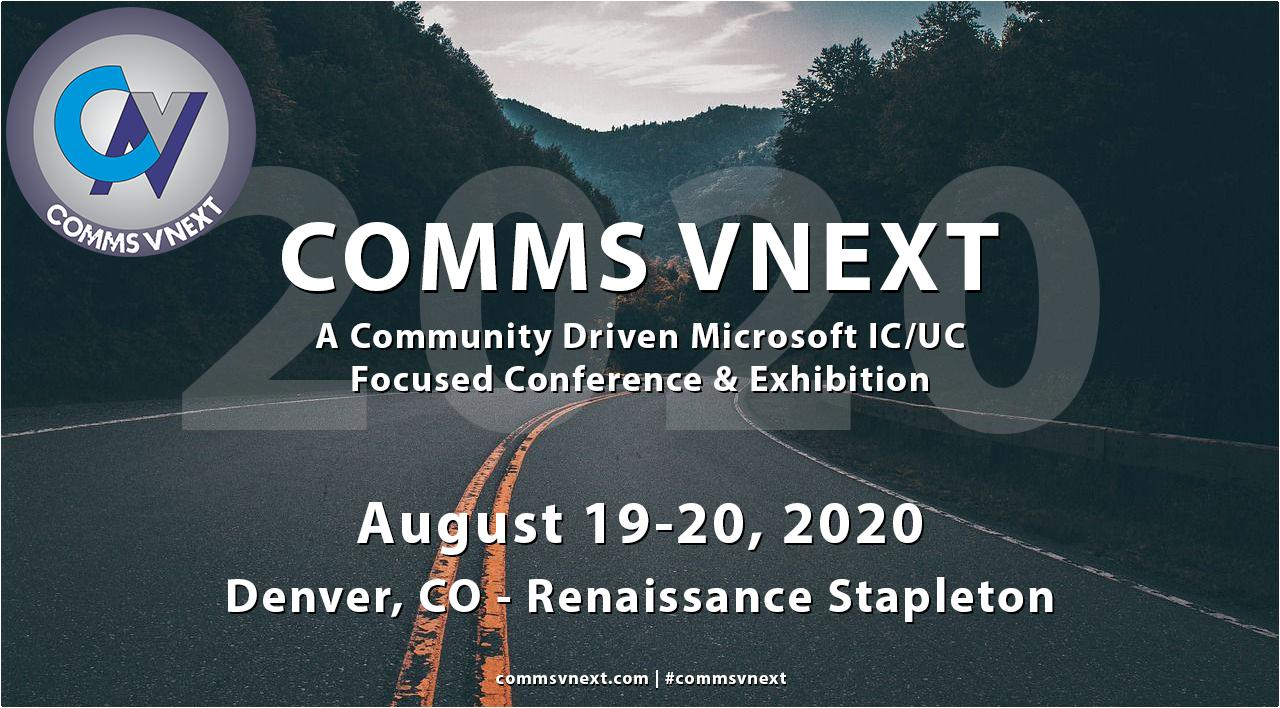 COMMS VNEXT
2020
COMMS VNEXT
A Community Driven Microsoft IC/UC
Focused Conference & Exhibition
August 19-20, 2020
Denver, CO - Renaissance Stapleton
commsvnext.com | #commsvnext